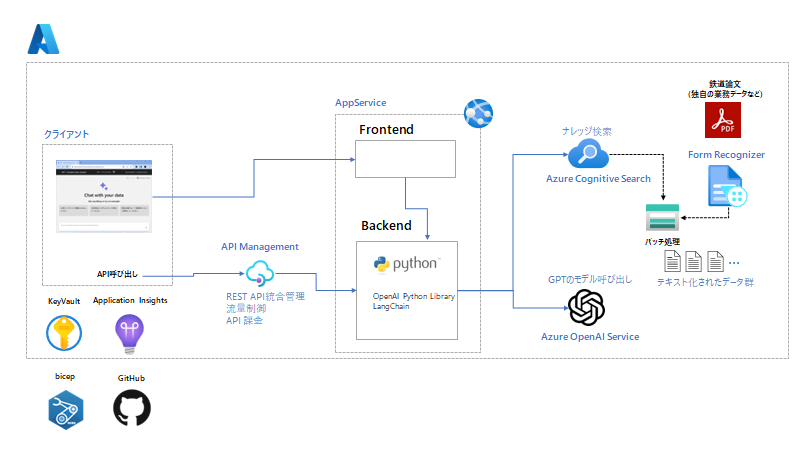 AppService
鉄道論文
(独自の業務データなど)
PDF
クライアント
Frontend
ナレッジ検索
Form Recognizer
Chat with your data
Azure Cognitive Search
Backend
バッチ処理
API Management
python
API呼び出し
GPTのモデル呼び出し
...
テキスト化されたデータ群
REST API統合管理
流量制御
API 課金
OpenAI Python Library
LangChain
KeyVault
Application Insights
Azure OpenAI Service
bicep
GitHub